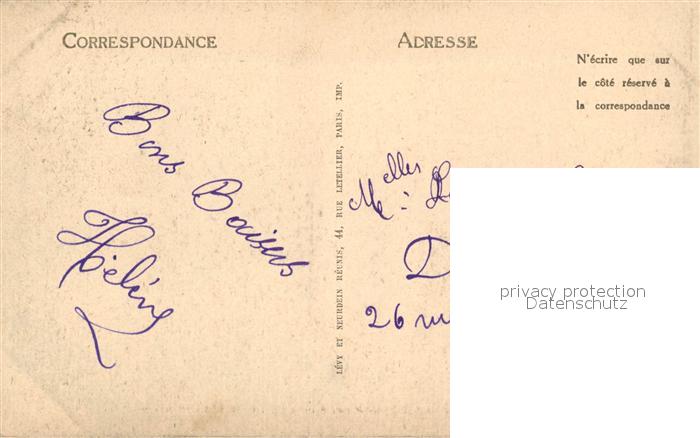 CORRESPONDANCE
ADRESSE
N'écrire que sur
le côté réservé à
la correspondance
Bons
Baisers
Hélène
LÉVY ET NEURDEIN RÉUNIS, 44, RUE LETELLIER, PARIS, IMP.
Melles
D
26 ru
privacy protection
Datenschutz